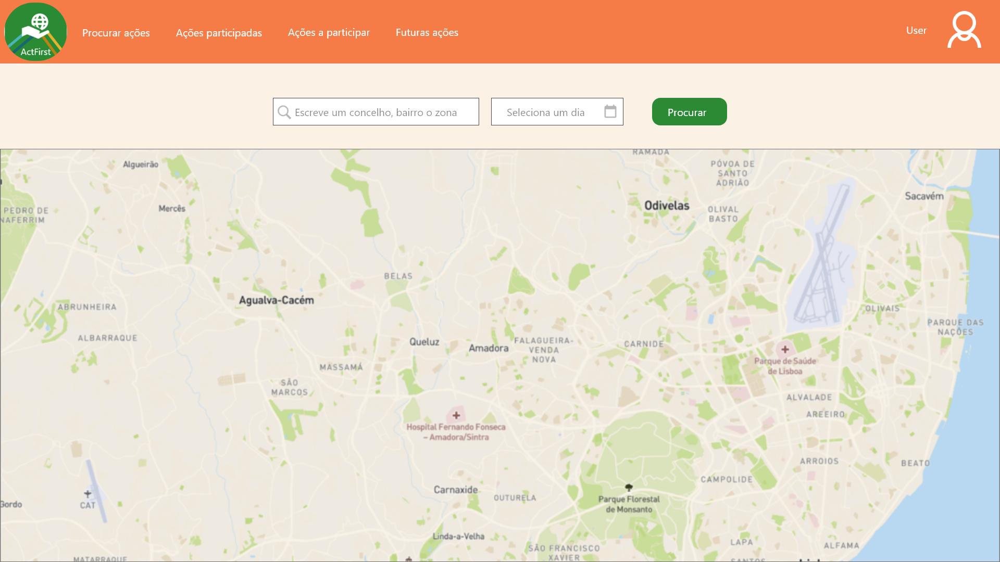 ActFirst
Procurar ações
Ações participadas
Ações a participar
Futuras ações
User
Escreve um concelho, bairro o zona
Seleciona um dia
Procurar
RAMADA
Algueirão
PÓVOA DE
SANTO
ADRIÃO
Sacavém
Odivelas
Mercês
PEDRO DE
NAFERRIM
OLIVAL
BASTO
BELAS
Agualva-Cacém
ABRUNHEIRA
OLIVAIS
PARQUE DAS
NAÇÕES
ALBARRAQUE
Queluz
Amadora
FALAGUEIRA-
VENDA
NOVA
CARNIDE
Parque de Saúde
de Lisboa
MASSAMÁ
SÃO
MARCOS
ALVALADE
AREEIRO
Hospital Fernando Fonseca
– Amadora/Sintra
ARROIOS
BEATO
CAMPOLIDE
Carnaxide
OUTURELA
Parque Florestal
de Monsanto
Gordo
CAT
Linda-a-Velha
LAPA
ALFAMA
SÃO FRANCISCO
XAVIER
MATARRAQUE
SANTOS